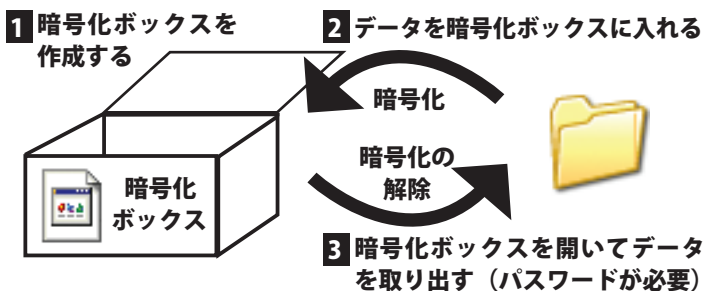 1 暗号化ボックスを
作成する
2 データを暗号化ボックスに入れる
暗号化
暗号化の
解除
暗号化
ボックス
3 暗号化ボックスを開いてデータ
を取り出す（パスワードが必要）